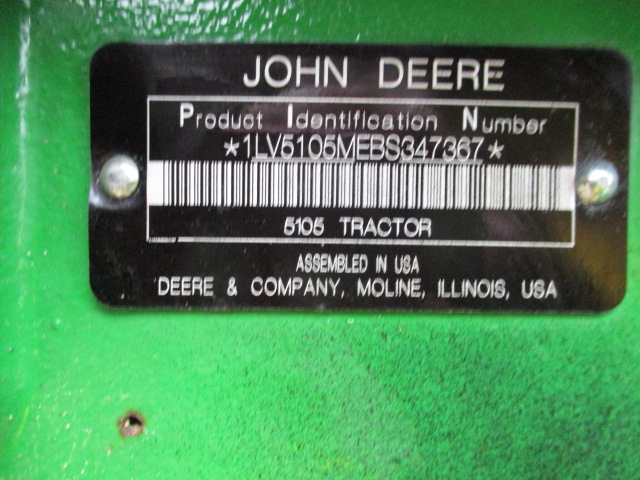 JOHN DEERE
Product Identification Number
*1LV5105MEBS347367*
5105 TRACTOR
ASSEMBLED IN USA
DEERE & COMPANY, MOLINE, ILLINOIS, USA